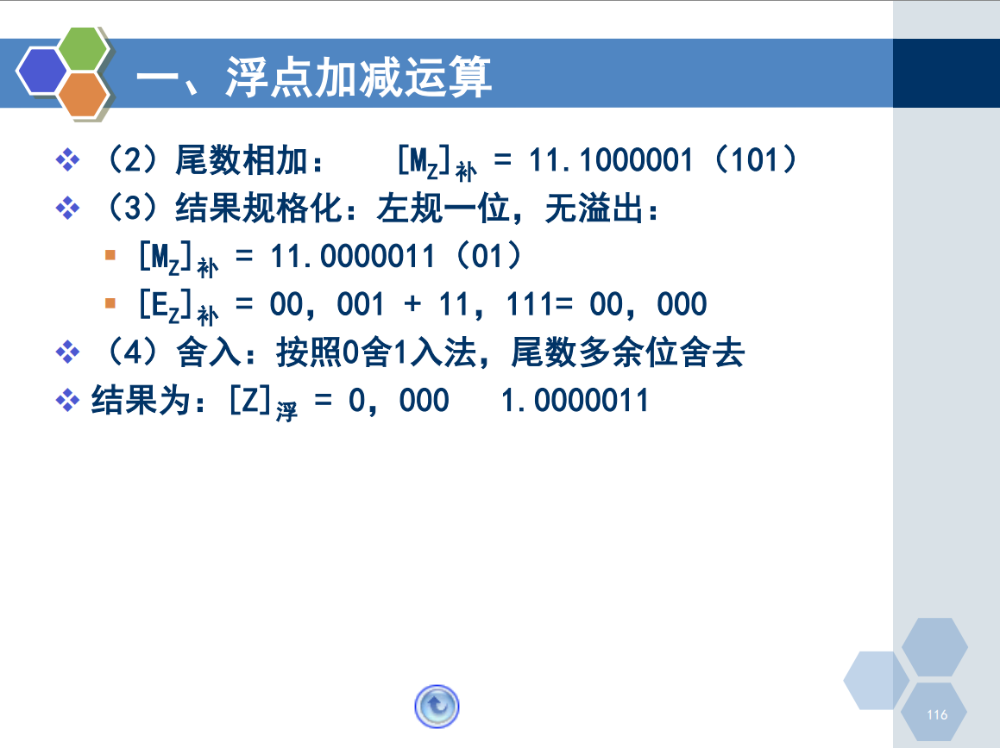 一、浮点加减运算
（2）尾数相加： [MZ]补 = 11.1000001（101）
（3）结果规格化：左规一位，无溢出：
[MZ]补 = 11.0000011（01）
[EZ]补 = 00，001 + 11，111= 00，000
（4）舍入：按照0舍1入法，尾数多余位舍去
结果为：[Z]浮 = 0，000 1.0000011
116